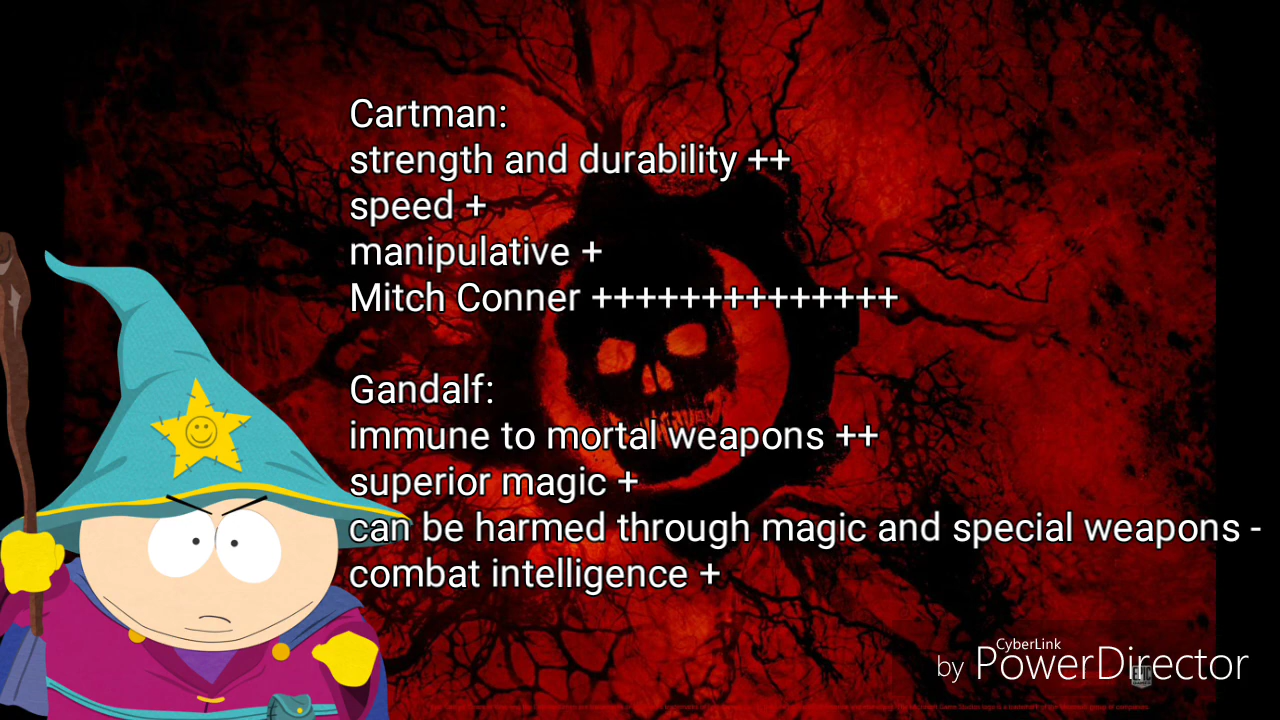 Cartman:
strength and durability ++
speed +
manipulative +
Mitch Conner ++++++++++++++
Gandalf:
immune to mortal weapons ++
superior magic +
can be harmed through magic and special weapons -
combat intelligence +
CyberLink
by PowerDirector